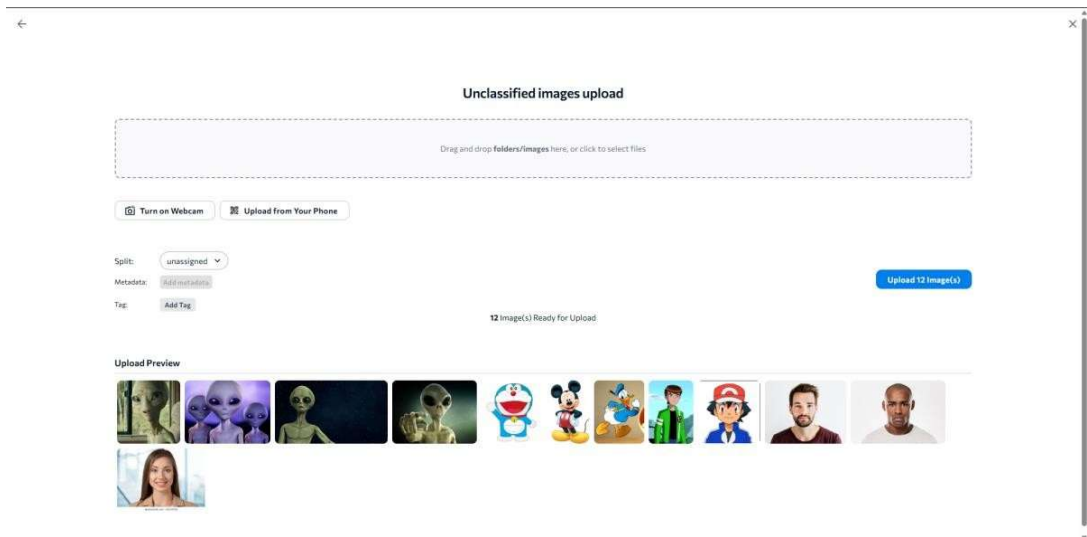 Unclassified images upload
Drag and drop folders/images here, or click to select files
Turn on Webcam
Upload from Your Phone
Split: unassigned
Metadata: Add metadata
Upload 12 Image(s)
Tag: Add Tag
12 Image(s) Ready for Upload
Upload Preview